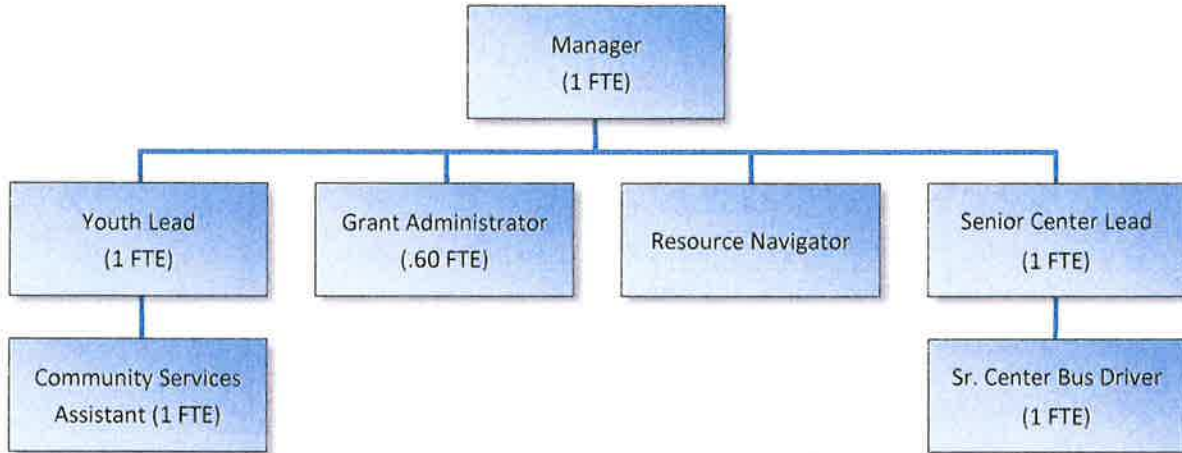 Manager
(1 FTE)
Youth Lead
(1 FTE)
Grant Administrator
(.60 FTE)
Resource Navigator
Senior Center Lead
(1 FTE)
Community Services
Assistant (1 FTE)
Sr. Center Bus Driver
(1 FTE)